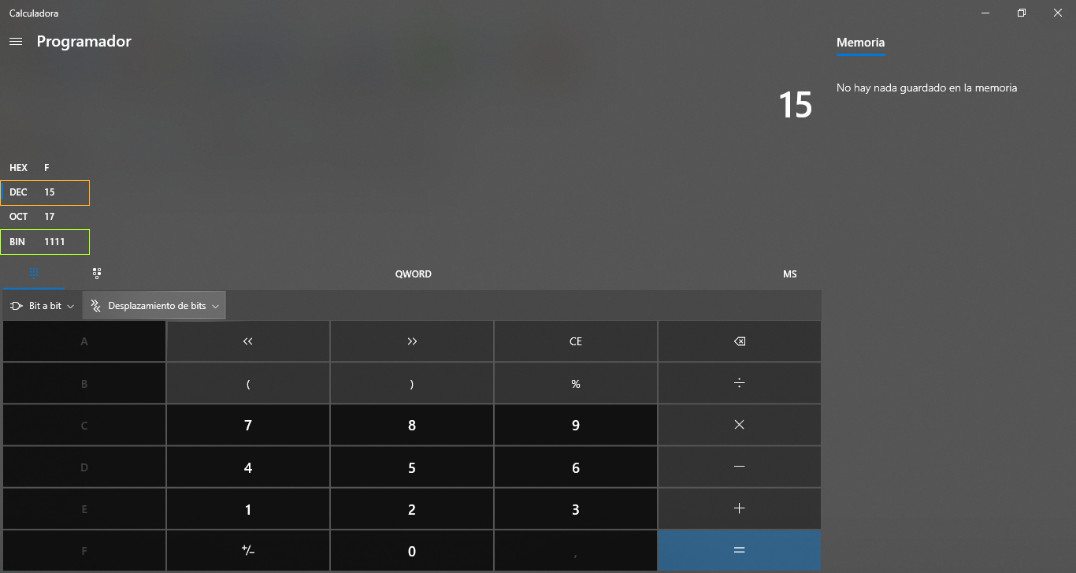 Calculadora
Programador
Memoria
No hay nada guardado en la memoria
15
HEX F
DEC 15
OCT 17
BIN 1111
QWORD MS
Bit a bit Desplazamiento de bits
A << >> CE
B ( ) % ÷
C 7 8 9 ×
D 4 5 6 −
E 1 2 3 +
F +/− 0 , =